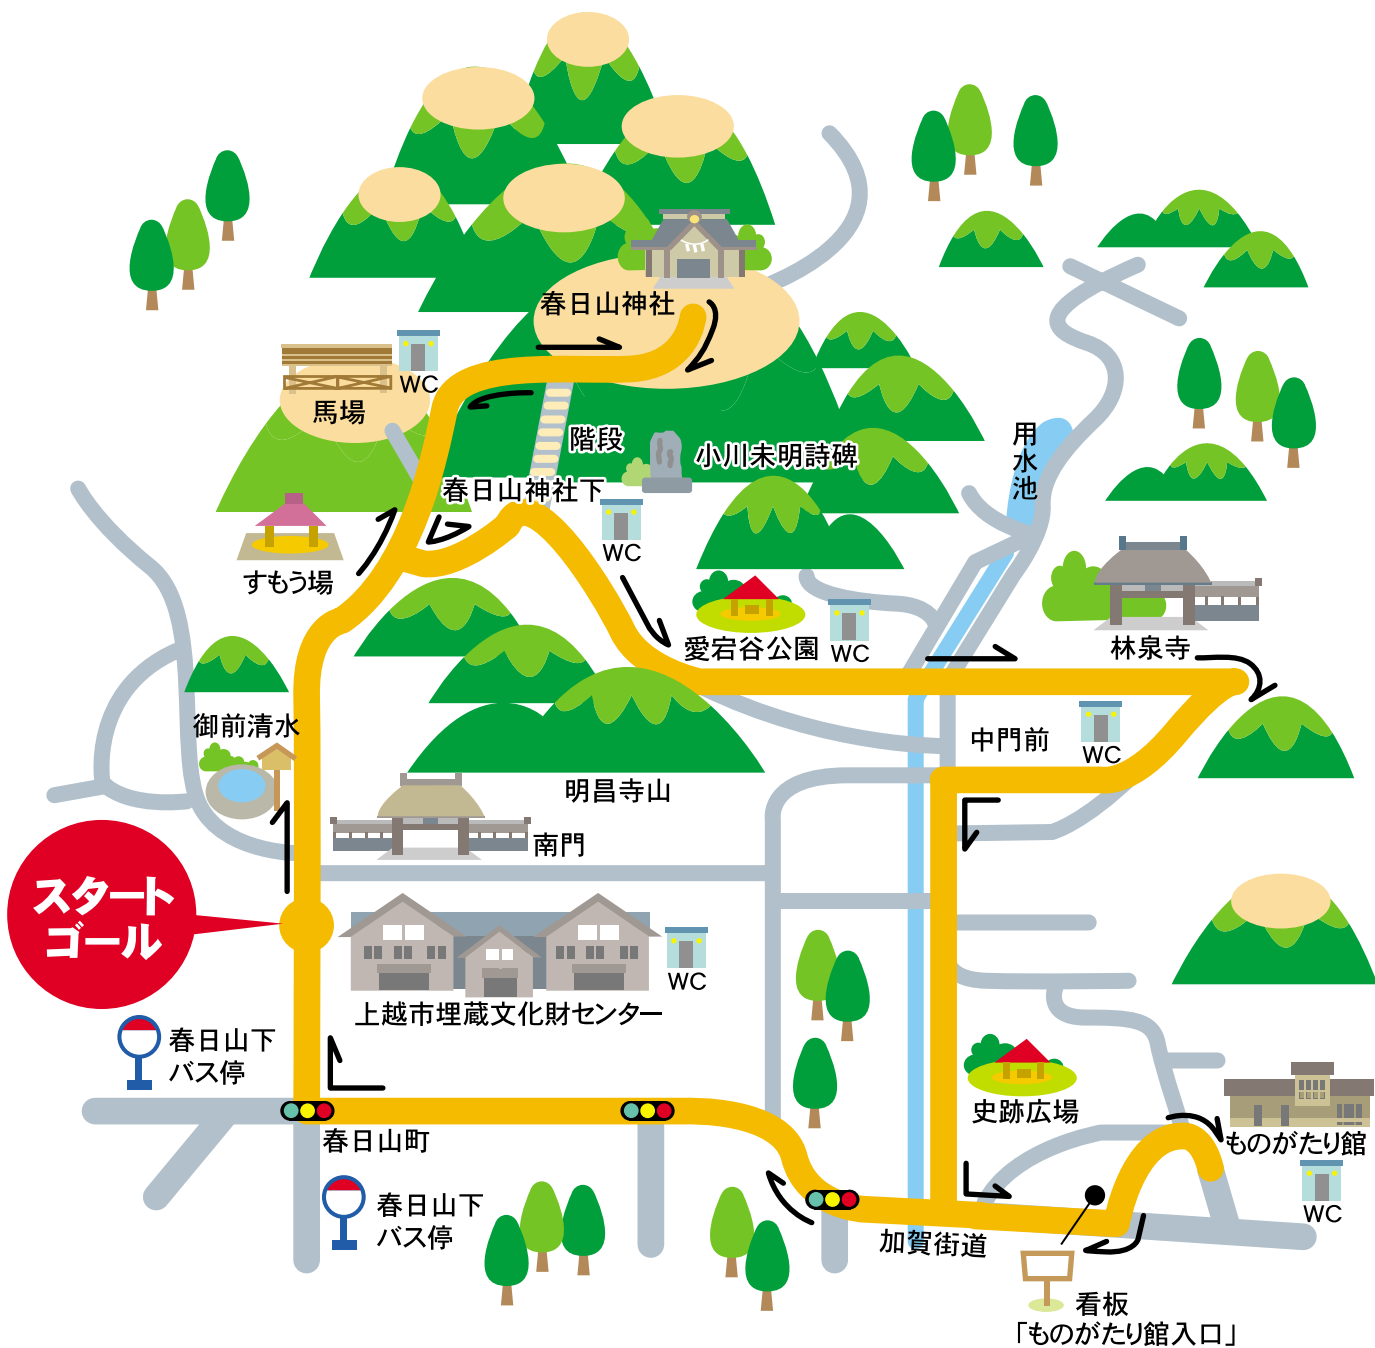 春日山神社
WC
馬場
階段
小川未明詩碑
用水池
春日山神社下
WC
すもう場
愛宕谷公園
WC
林泉寺
御前清水
中門前
WC
明昌寺山
南門
スタート
ゴール
WC
上越市埋蔵文化財センター
春日山下
バス停
史跡広場
春日山町
ものがたり館
WC
春日山下
バス停
加賀街道
看板
「ものがたり館入口」